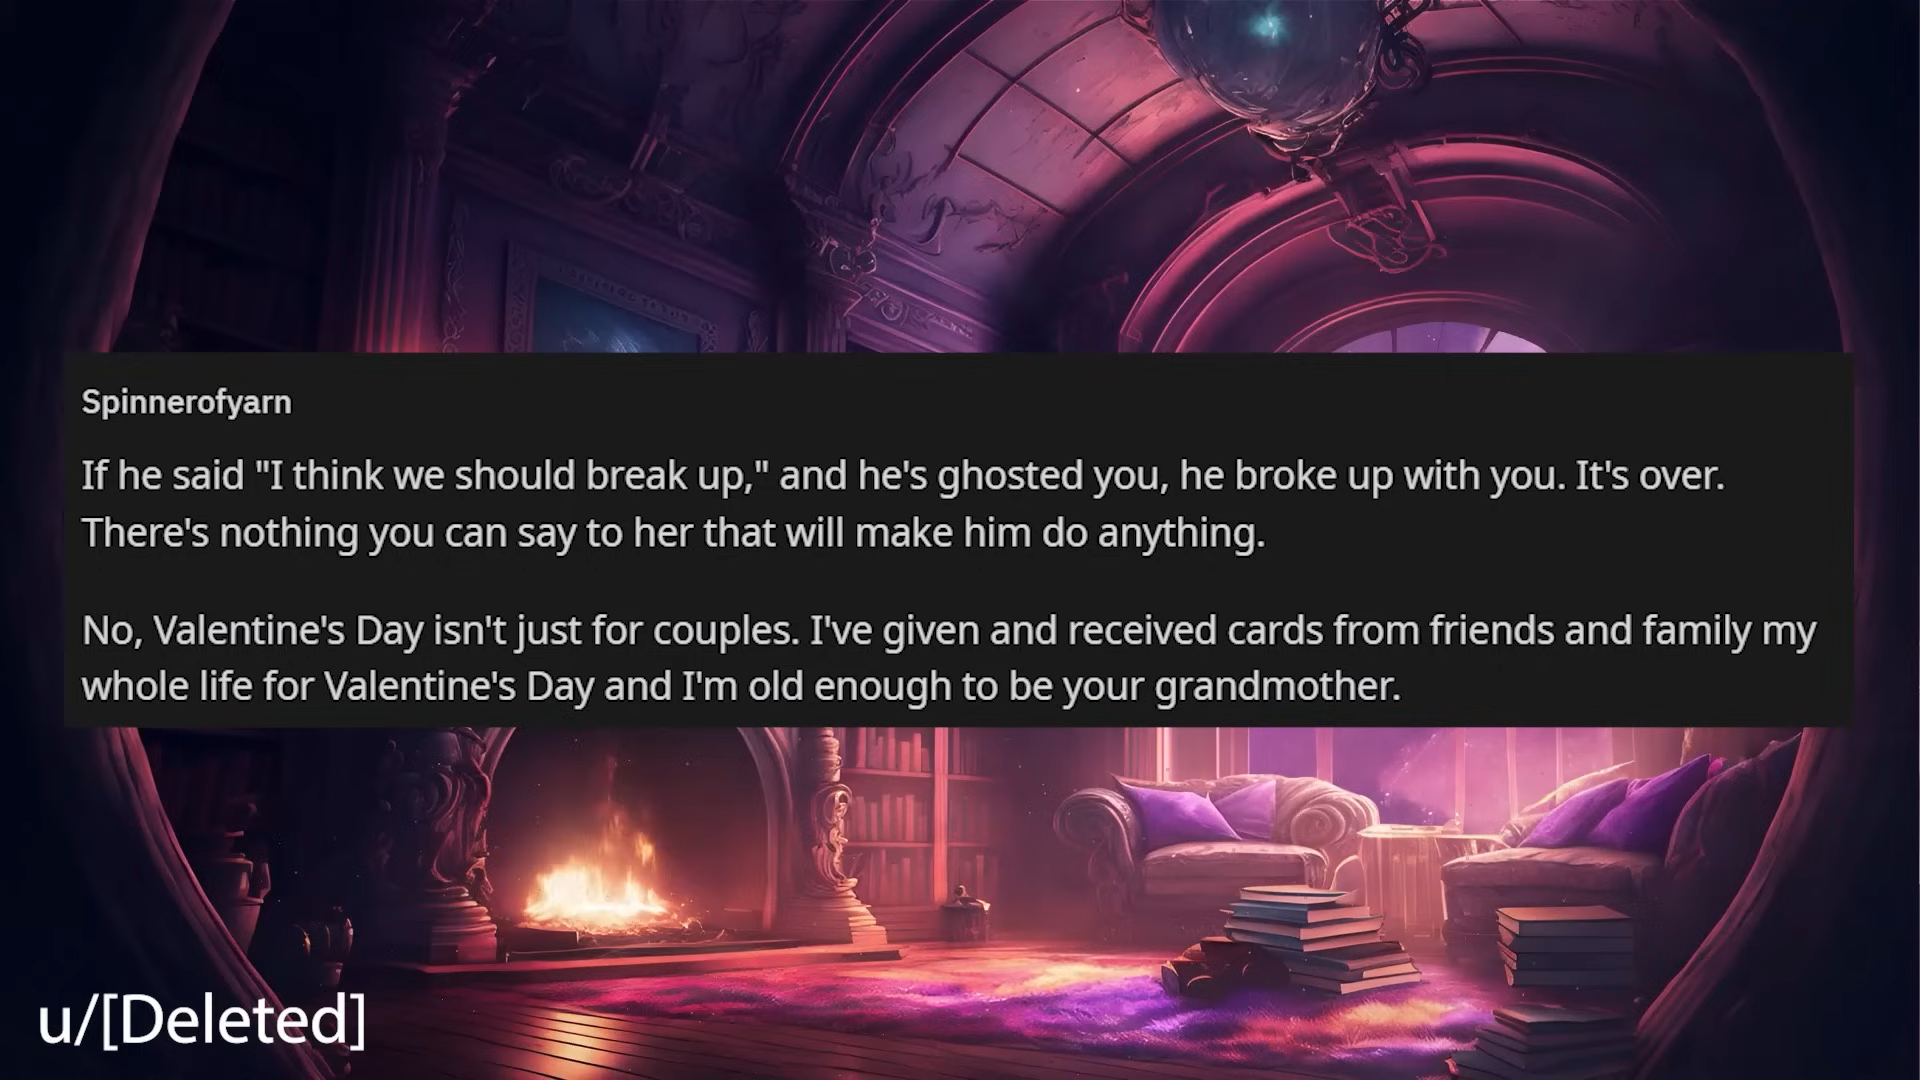 Spinnerofyarn
If he said "I think we should break up," and he's ghosted you, he broke up with you. It's over.
There's nothing you can say to her that will make him do anything.
No, Valentine's Day isn't just for couples. I've given and received cards from friends and family my
whole life for Valentine's Day and I'm old enough to be your grandmother.
u/[Deleted]